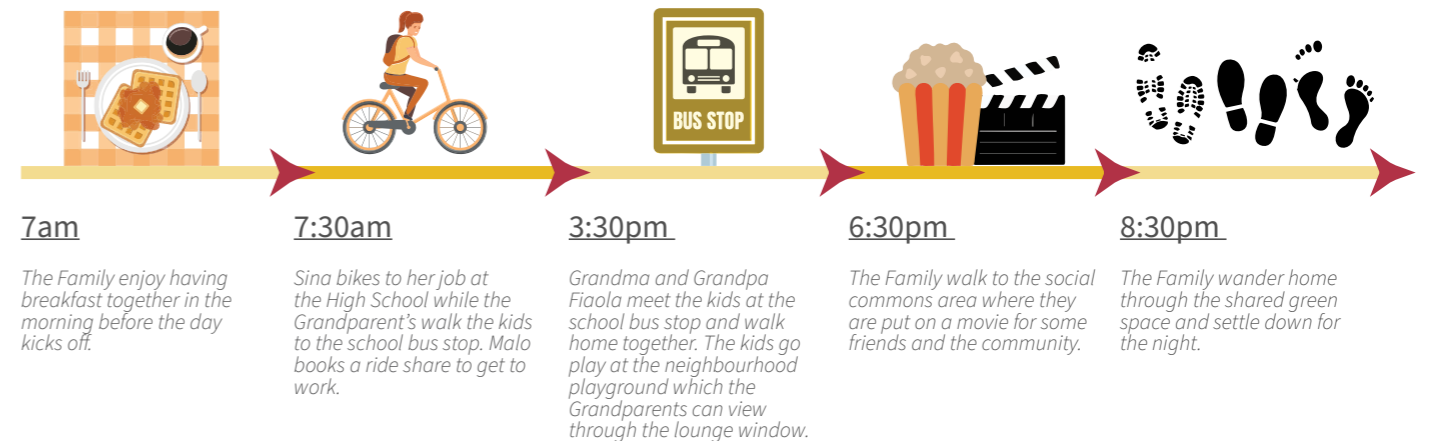 BUS STOP
7am
The Family enjoy having
breakfast together in the
morning before the day
kicks off.
7:30am
Sina bikes to her job at
the High School while the
Grandparent's walk the kids
to the school bus stop. Malo
books a ride share to get to
work.
3:30pm
Grandma and Grandpa
Fiaola meet the kids at the
school bus stop and walk
home together. The kids go
play at the neighbourhood
playground which the
Grandparents can view
through the lounge window.
6:30pm
The Family walk to the social
commons area where they
are put on a movie for some
friends and the community.
8:30pm
The Family wander home
through the shared green
space and settle down for
the night.